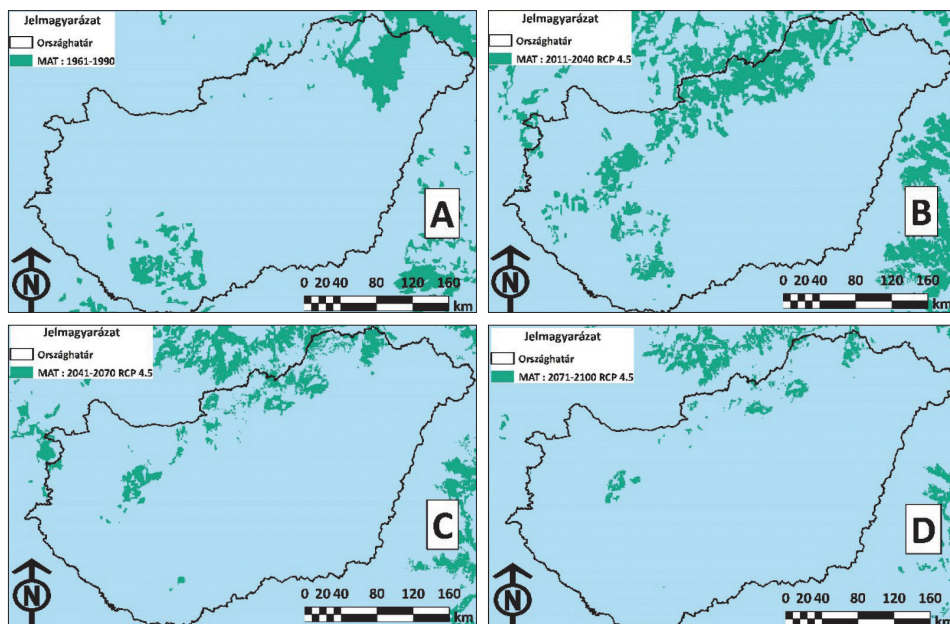 Jelmagyarázat
Országhatár
MAT : 1961-1990
A
N
0 20 40 80 120 160
km
Jelmagyarázat
Országhatár
MAT : 2011-2040 RCP 4.5
B
N
0 20 40 80 120 160
km
Jelmagyarázat
Országhatár
MAT : 2041-2070 RCP 4.5
C
N
0 20 40 80 120 160
km
Jelmagyarázat
Országhatár
MAT : 2071-2100 RCP 4.5
D
N
0 20 40 80 120 160
km